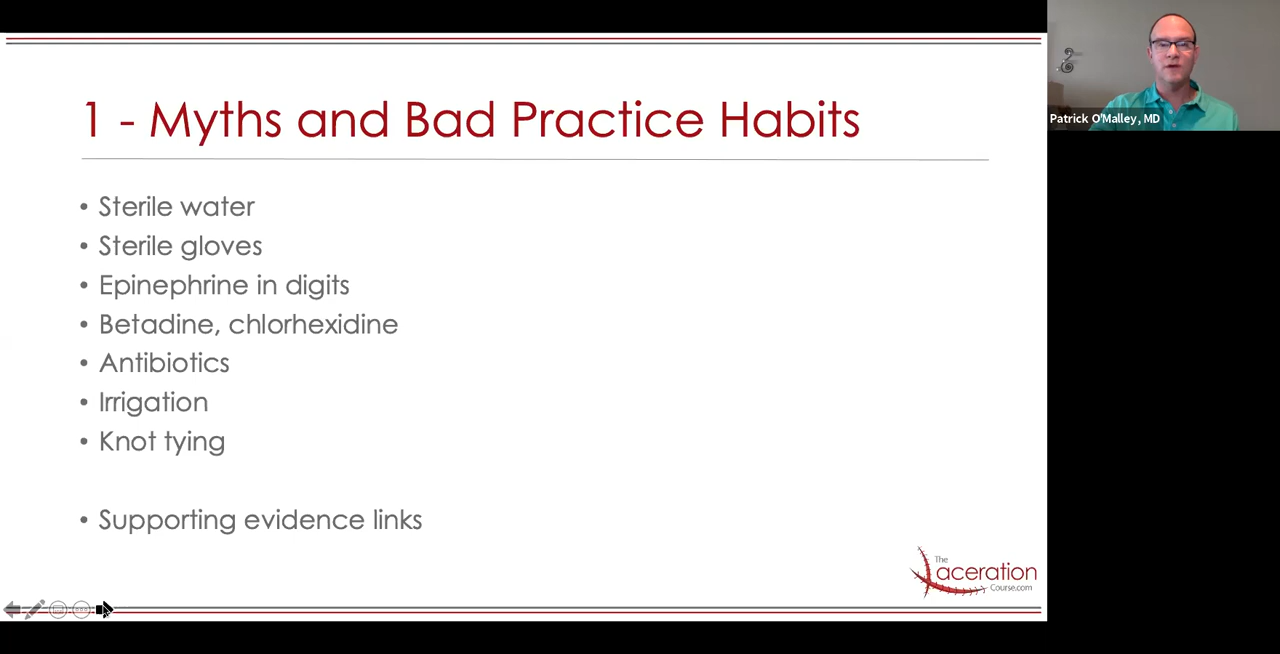 1 - Myths and Bad Practice Habits
• Sterile water
• Sterile gloves
• Epinephrine in digits
• Betadine, chlorhexidine
• Antibiotics
• Irrigation
• Knot tying
• Supporting evidence links
The
Laceration
Course.com
Patrick O'Malley, MD